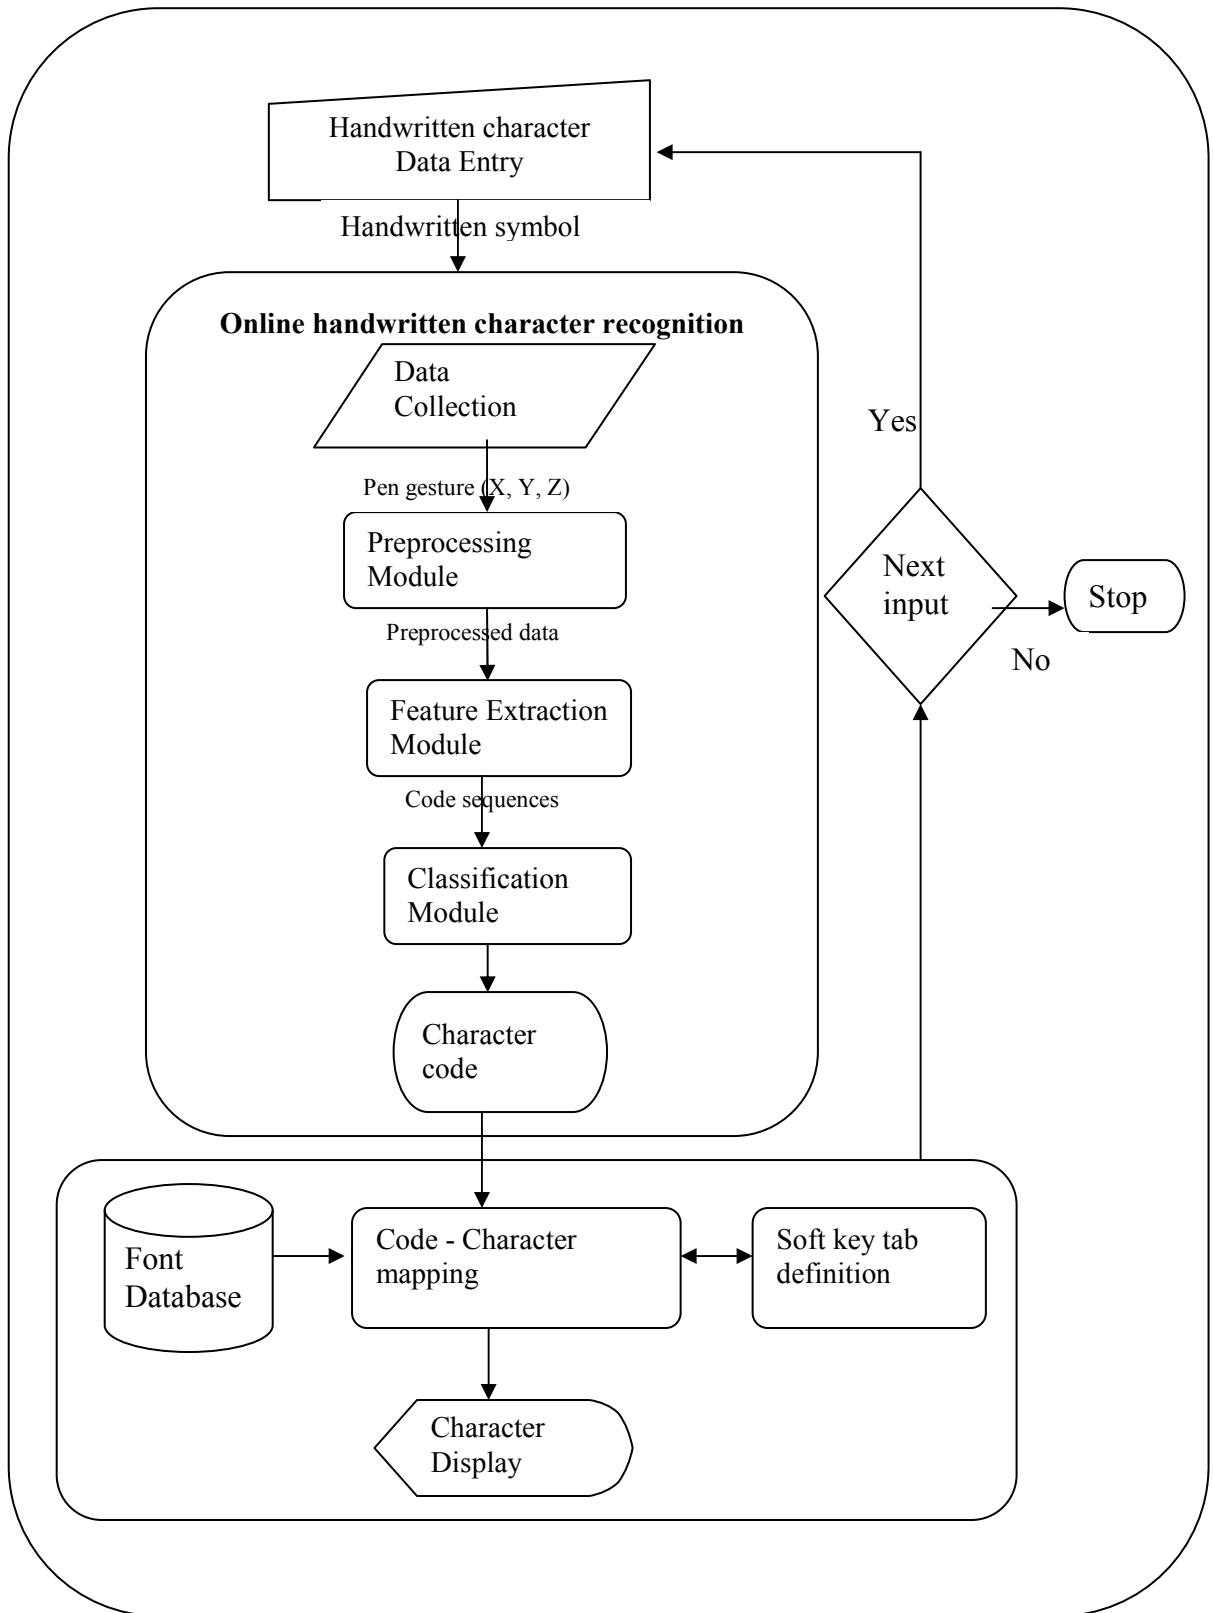 Handwritten character
Data Entry
Handwritten symbol
Online handwritten character recognition
Data
Collection
Pen gesture (X, Y, Z)
Preprocessing
Module
Preprocessed data
Feature Extraction
Module
Code sequences
Classification
Module
Character
code
Yes
Next
input
Stop
No
Font
Database
Code - Character
mapping
Soft key tab
definition
Character
Display